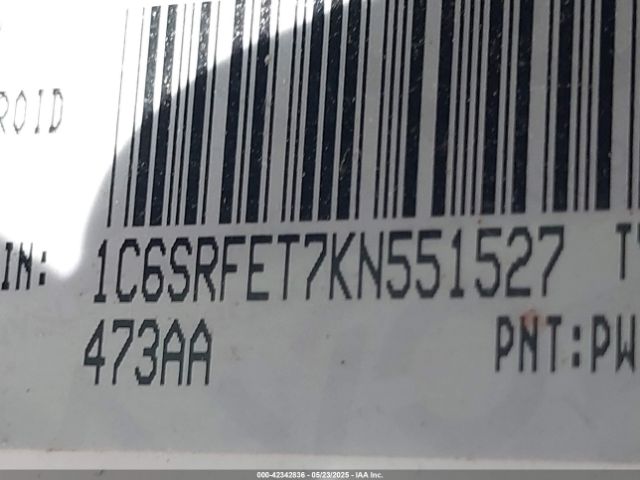 ROID
IN: 1C6SRFET7KN551527 T
473AA PNT:PW
000-42342836 - 05/23/2025 - IAA Inc.